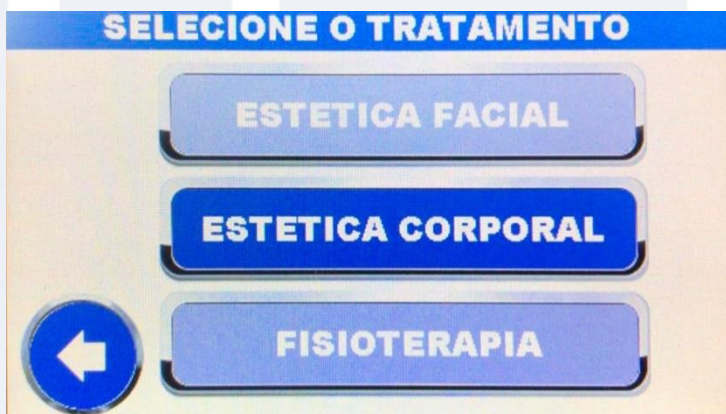 SELECIONE O TRATAMENTO
ESTETICA FACIAL
ESTETICA CORPORAL
FISIOTERAPIA